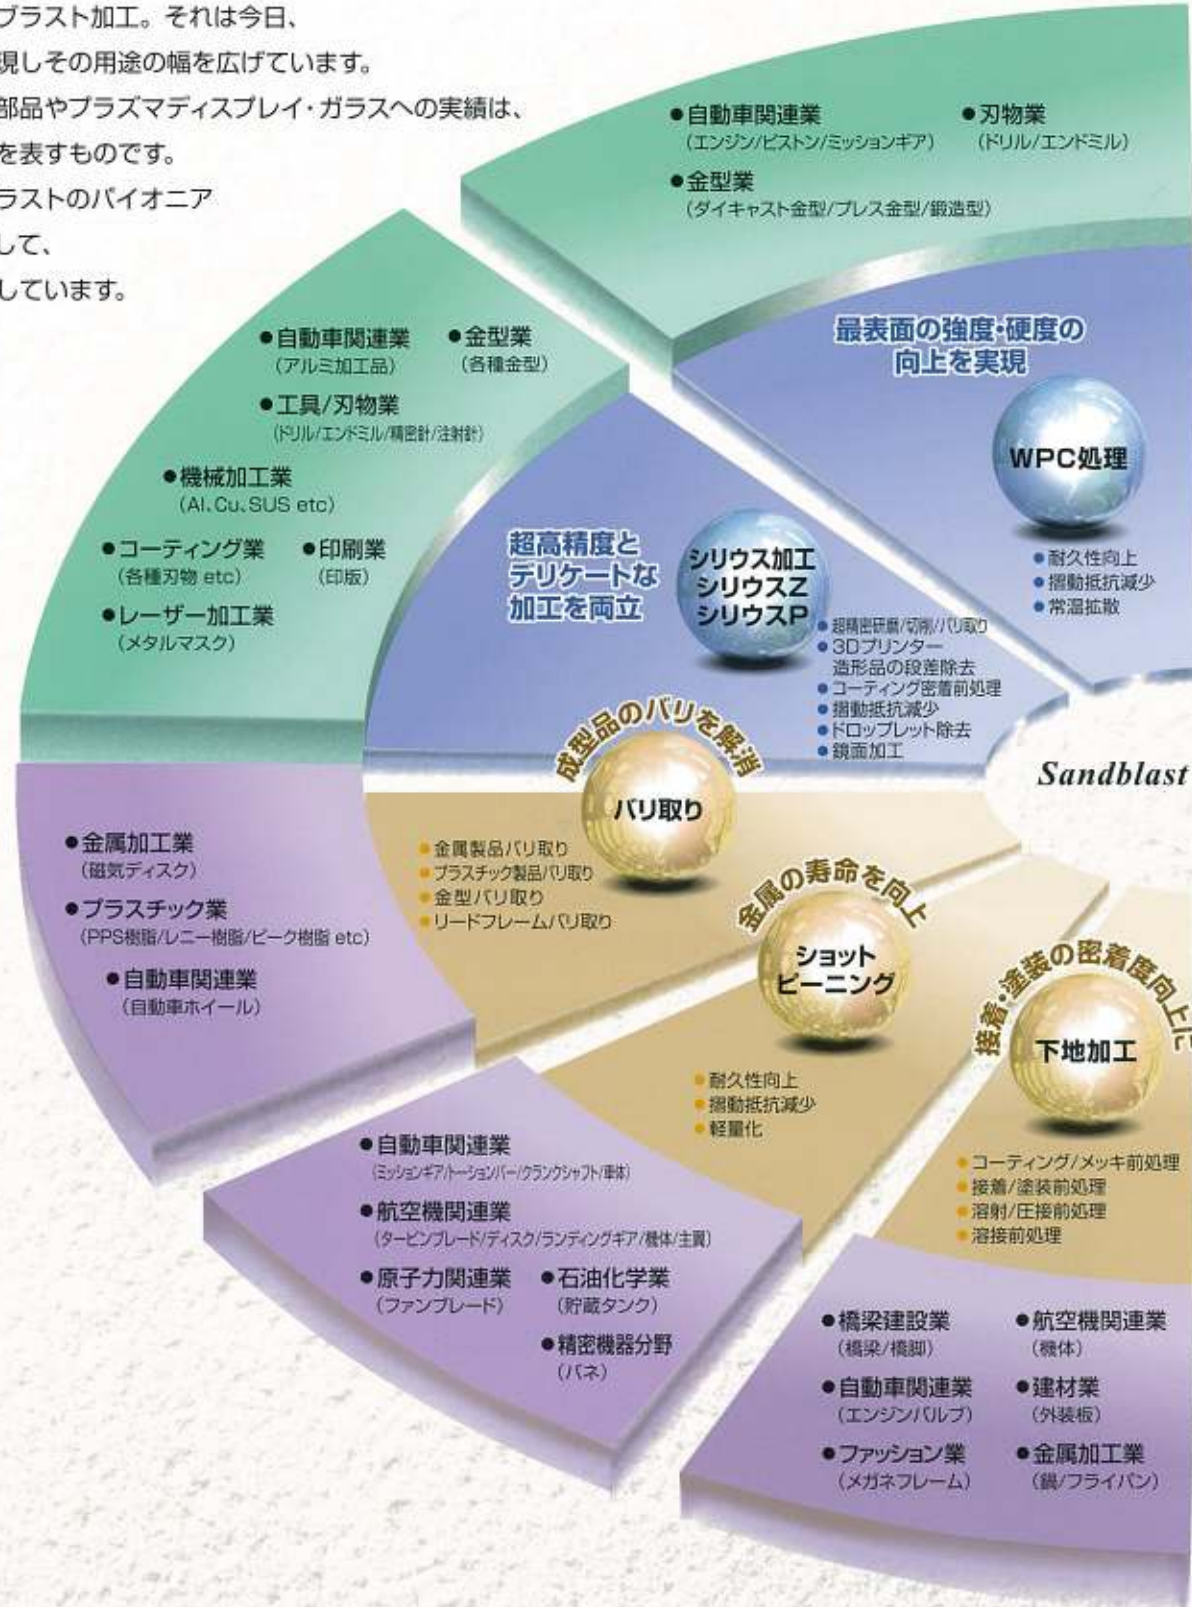 ブラスト加工。それは今日、
現しその用途の幅を広げています。
部品やプラズマディスプレイ・ガラスへの実績は、
を表すものです。
ラストのパイオニア
して、
しています。
●自動車関連業 ●刃物業
(エンジン/ピストン/ミッションギア) (ドリル/エンドミル)
●金型業
(ダイキャスト金型/プレス金型/鍛造型)
最表面の強度・硬度の
向上を実現
WPC処理
●耐久性向上
●摺動抵抗減少
●常温拡散
●自動車関連業 ●金型業
(アルミ加工品) (各種金型)
●工具/刃物業
(ドリル/エンドミル/精密針/注射針)
●機械加工業
(Al、Cu、SUS etc)
●コーティング業 ●印刷業
(各種刃物 etc) (印版)
●レーザー加工業
(メタルマスク)
超高精度と
デリケートな
加工を両立
シリウス加工
シリウスZ
シリウスP
●超精密研磨/切削/バリ取り
●3Dプリンター
造形品の段差除去
●コーティング密着前処理
●摺動抵抗減少
●ドロップレット除去
●鏡面加工
Sandblast
成型品のバリを解消
バリ取り
●金属製品バリ取り
●プラスチック製品バリ取り
●金型バリ取り
●リードフレームバリ取り
●金属加工業
(磁気ディスク)
●プラスチック業
(PPS樹脂/レニー樹脂/ピーク樹脂 etc)
●自動車関連業
(自動車ホイール)
金属の寿命を向上
ショット
ピーニング
●耐久性向上
●摺動抵抗減少
●軽量化
●自動車関連業
(ミッションギア/トーションバー/クランクシャフト/車体)
●航空機関連業
(タービンブレード/ディスク/ランディングギア/機体/主翼)
●原子力関連業 ●石油化学業
(ファンブレード) (貯蔵タンク)
●精密機器分野
(バネ)
接着・塗装の密着度向上に
下地加工
●コーティング/メッキ前処理
●接着/塗装前処理
●溶射/圧接前処理
●溶接前処理
●橋梁建設業 ●航空機関連業
(橋梁/橋脚) (機体)
●自動車関連業 ●建材業
(エンジンバルブ) (外装板)
●ファッション業 ●金属加工業
(メガネフレーム) (鍋/フライパン)